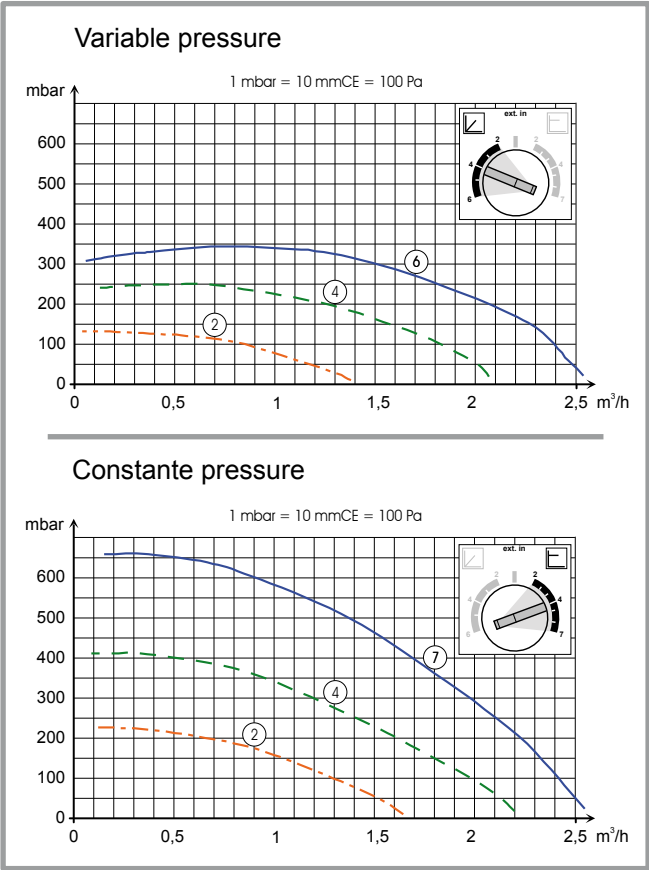 Variable pressure
1 mbar = 10 mmCE = 100 Pa
mbar
ext. in
2 2
4 4
6 7
600
500
400
300
200
100
0
6
4
2
0 0,5 1 1,5 2 2,5 m³/h
Constante pressure
1 mbar = 10 mmCE = 100 Pa
mbar
ext. in
2 2
4 4
6 7
600
500
400
300
200
100
0
7
4
2
0 0,5 1 1,5 2 2,5 m³/h